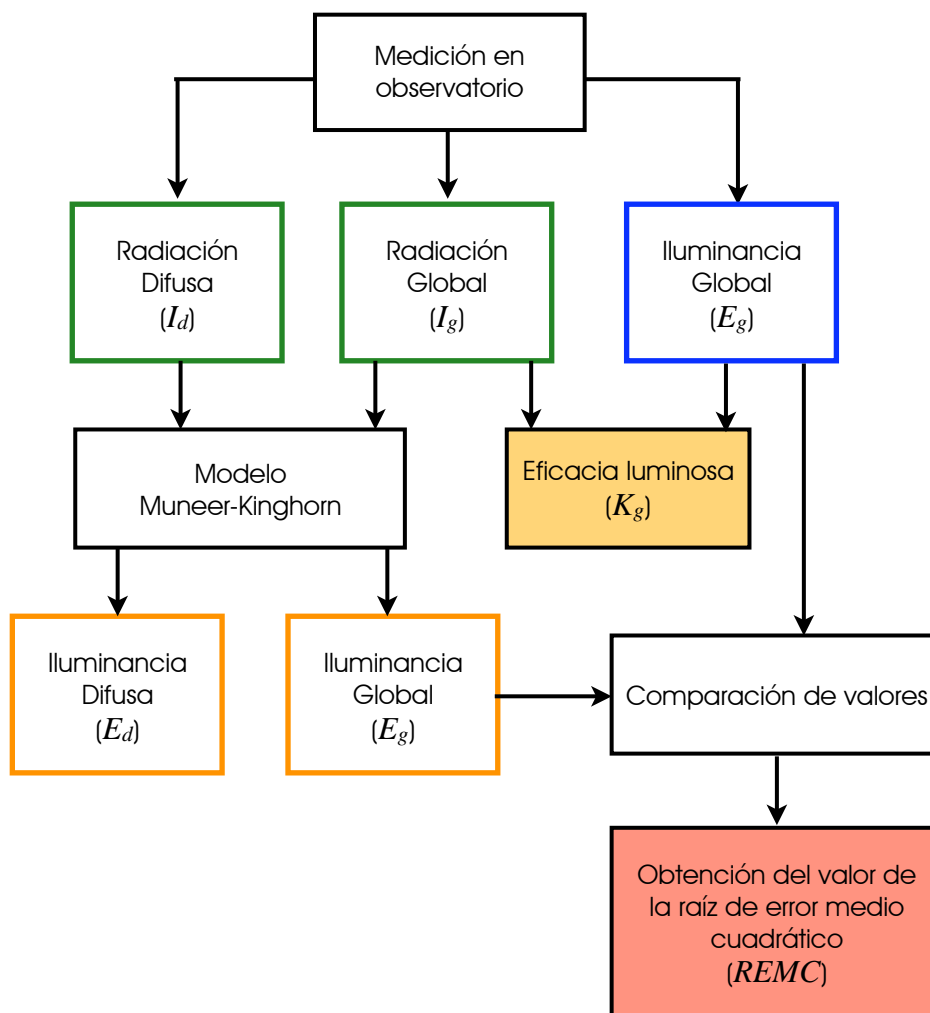 Medición en
observatorio
Radiación
Difusa
(I_d)
Radiación
Global
(I_g)
Iluminancia
Global
(E_g)
Modelo
Muneer-Kinghorn
Eficacia luminosa
(K_g)
Iluminancia
Difusa
(E_d)
Iluminancia
Global
(E_g)
Comparación de valores
Obtención del valor de
la raíz de error medio
cuadrático
(REMC)